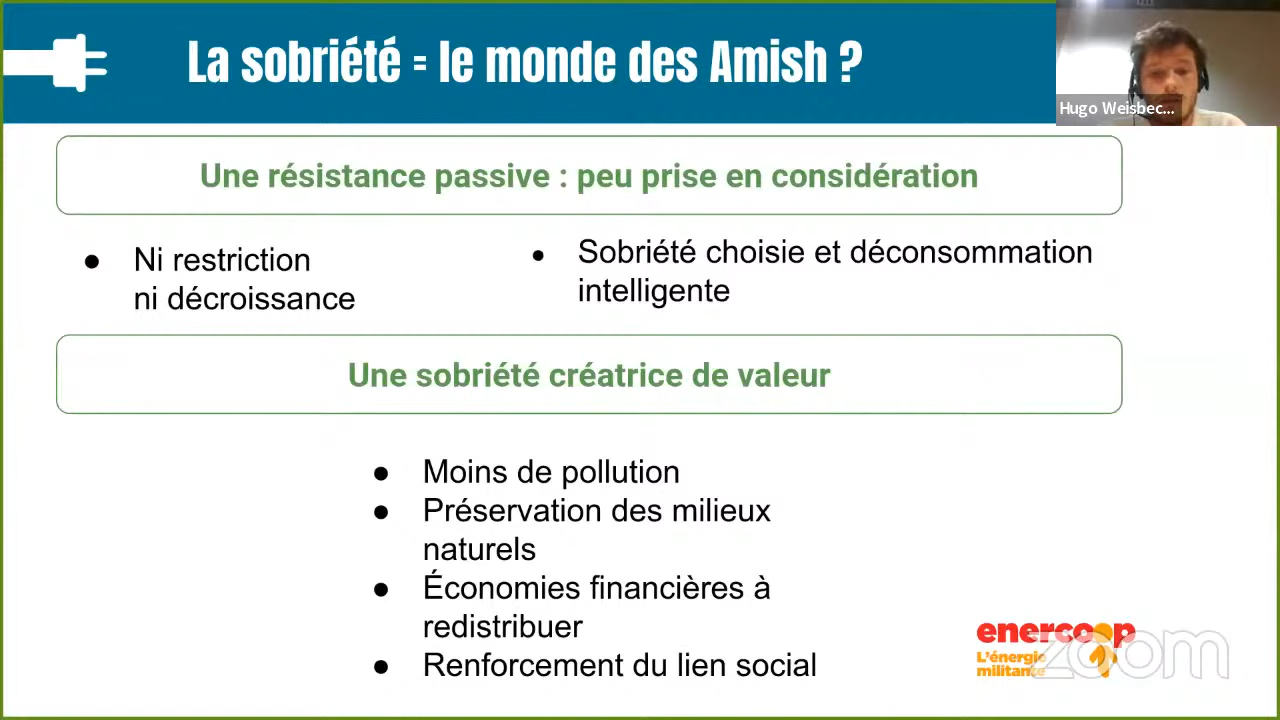 La sobriété = le monde des Amish ?
Hugo Weisbec...
Une résistance passive : peu prise en considération
● Ni restriction
ni décroissance
● Sobriété choisie et déconsommation
intelligente
Une sobriété créatrice de valeur
● Moins de pollution
● Préservation des milieux
naturels
● Économies financières à
redistribuer
● Renforcement du lien social
enercoop
L'énergie
militante
zoom